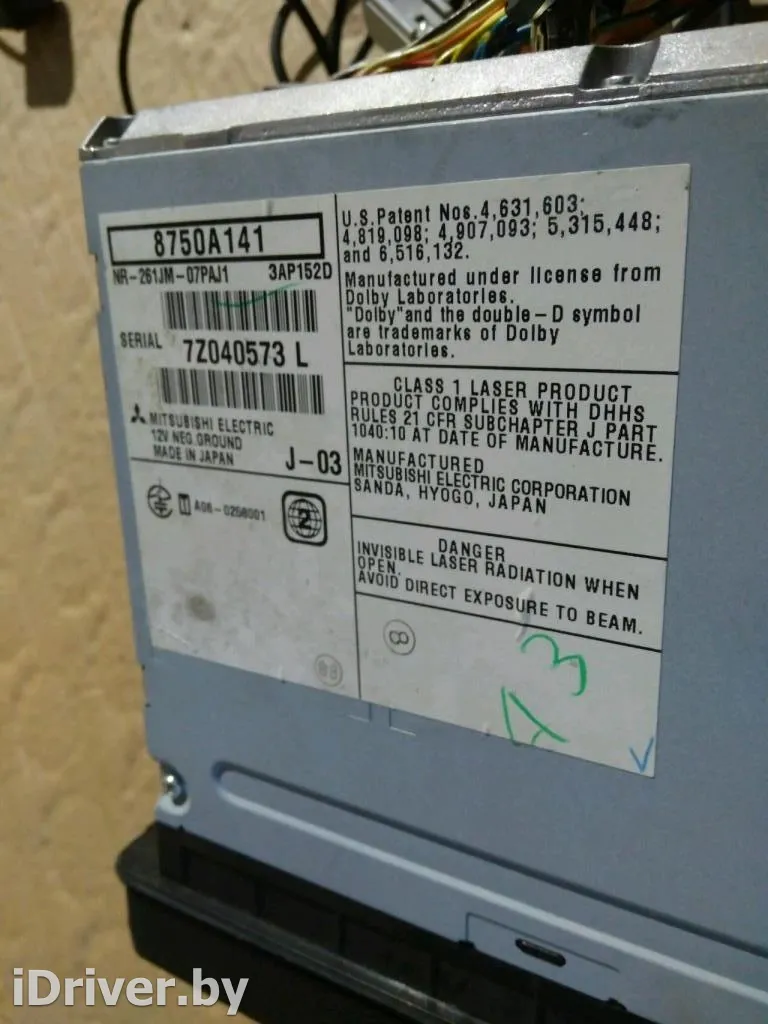 8750A141
NR-261JM-07PAJ1 3AP152D
SERIAL 7Z040573 L
MITSUBISHI ELECTRIC
12V NEG.GROUND
MADE IN JAPAN J-03
A06-0258001
2
U.S.Patent Nos.4,631,603;
4,819,098; 4,907,093; 5,315,448;
and 6,516,132.
Manufactured under license from
Dolby Laboratories.
"Dolby"and the double-D symbol
are trademarks of Dolby
Laboratories.
CLASS 1 LASER PRODUCT
PRODUCT COMPLIES WITH DHHS
RULES 21 CFR SUBCHAPTER J PART
1040:10 AT DATE OF MANUFACTURE.
MANUFACTURED
MITSUBISHI ELECTRIC CORPORATION
SANDA, HYOGO, JAPAN
DANGER
INVISIBLE LASER RADIATION WHEN
OPEN.
AVOID DIRECT EXPOSURE TO BEAM.
iDriver.by